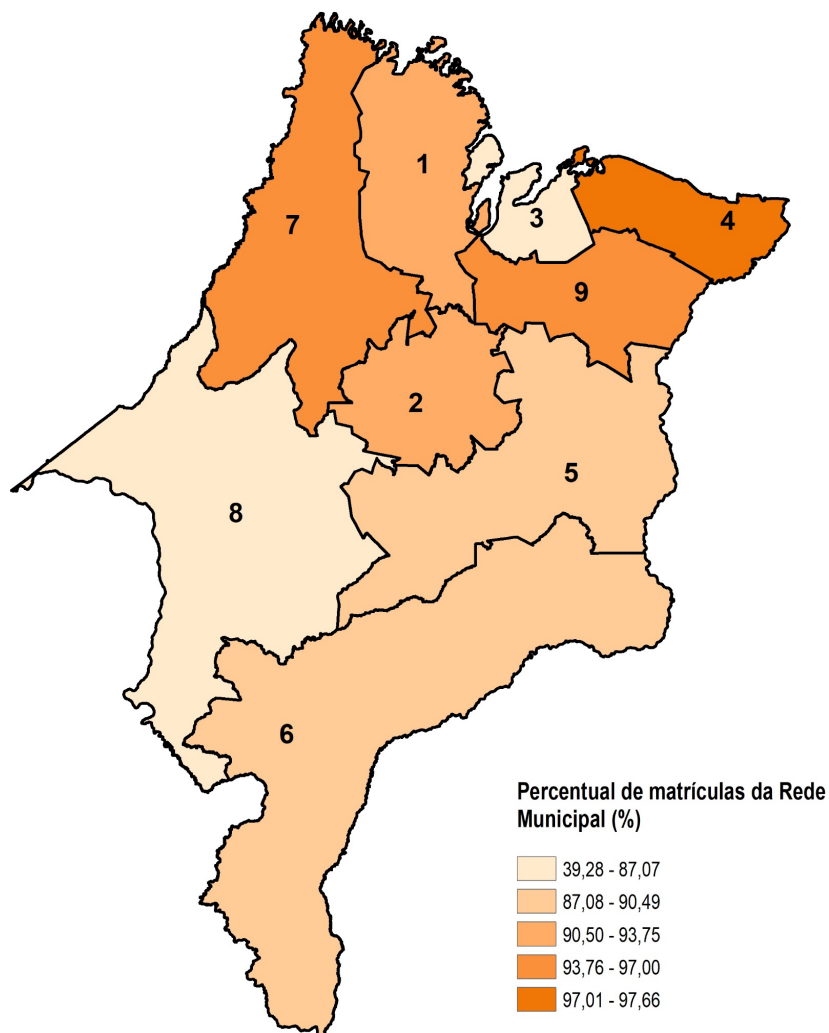 1
3
4
7
9
2
5
8
6
Percentual de matrículas da Rede
Municipal (%)
39,28 - 87,07
87,08 - 90,49
90,50 - 93,75
93,76 - 97,00
97,01 - 97,66